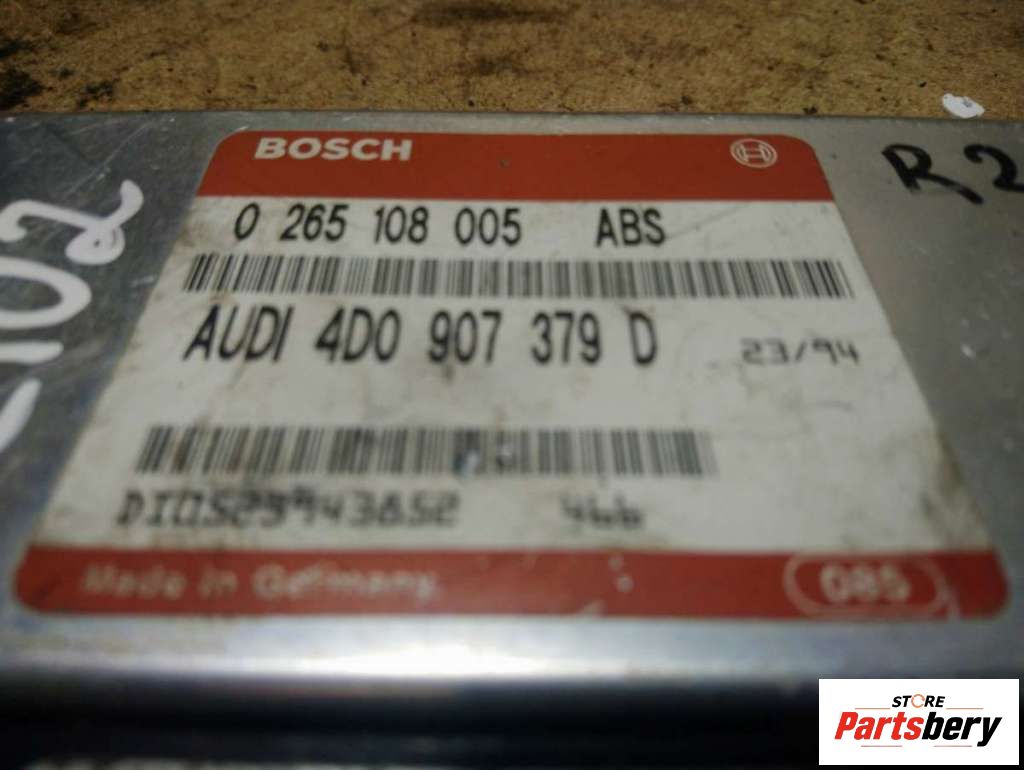 BOSCH
0 265 108 005 ABS
R2
102
AUDI 4D0 907 379 D 23/94
466
Made in Germany
085
STORE
Partsbery